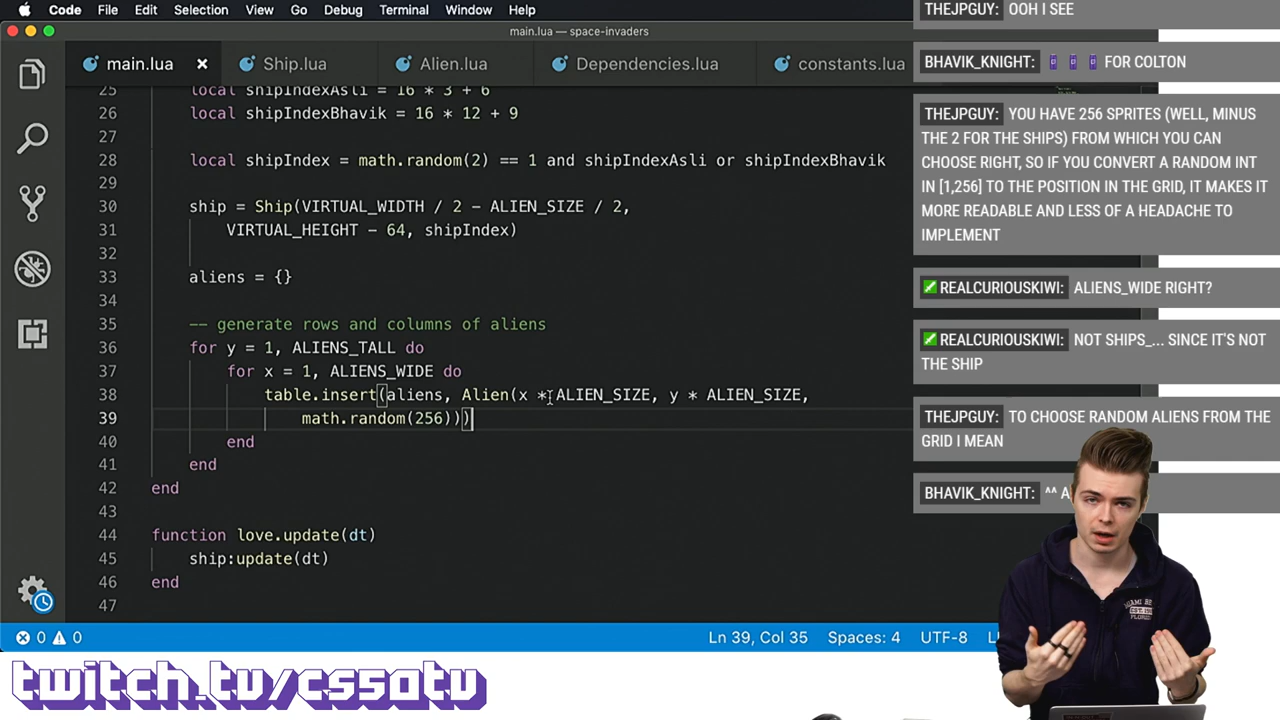 Code File Edit Selection View Go Debug Terminal Window Help
main.lua — space-invaders
main.lua Ship.lua Alien.lua Dependencies.lua constants.lua
25 local shipIndexAsli = 16 * 3 + 6
26 local shipIndexBhavik = 16 * 12 + 9
27
28 local shipIndex = math.random(2) == 1 and shipIndexAsli or shipIndexBhavik
29
30 ship = Ship(VIRTUAL_WIDTH / 2 - ALIEN_SIZE / 2,
31 VIRTUAL_HEIGHT - 64, shipIndex)
32
33 aliens = {}
34
35 -- generate rows and columns of aliens
36 for y = 1, ALIENS_TALL do
37 for x = 1, ALIENS_WIDE do
38 table.insert(aliens, Alien(x * ALIEN_SIZE, y * ALIEN_SIZE,
39 math.random(256)))
40 end
41 end
42 end
43
44 function love.update(dt)
45 ship:update(dt)
46 end
47
0 0 Ln 39, Col 35 Spaces: 4 UTF-8
THEJPGUY: OOH I SEE
BHAVIK_KNIGHT: FOR COLTON
THEJPGUY: YOU HAVE 256 SPRITES (WELL, MINUS
THE 2 FOR THE SHIPS) FROM WHICH YOU CAN
CHOOSE RIGHT, SO IF YOU CONVERT A RANDOM INT
IN [1,256] TO THE POSITION IN THE GRID, IT MAKES IT
MORE READABLE AND LESS OF A HEADACHE TO
IMPLEMENT
REALCURIOUSKIWI: ALIENS_WIDE RIGHT?
REALCURIOUSKIWI: NOT SHIPS_... SINCE IT'S NOT
THE SHIP
THEJPGUY: TO CHOOSE RANDOM ALIENS FROM THE
GRID I MEAN
BHAVIK_KNIGHT: ^^ A
twitch.tv/cs50tv